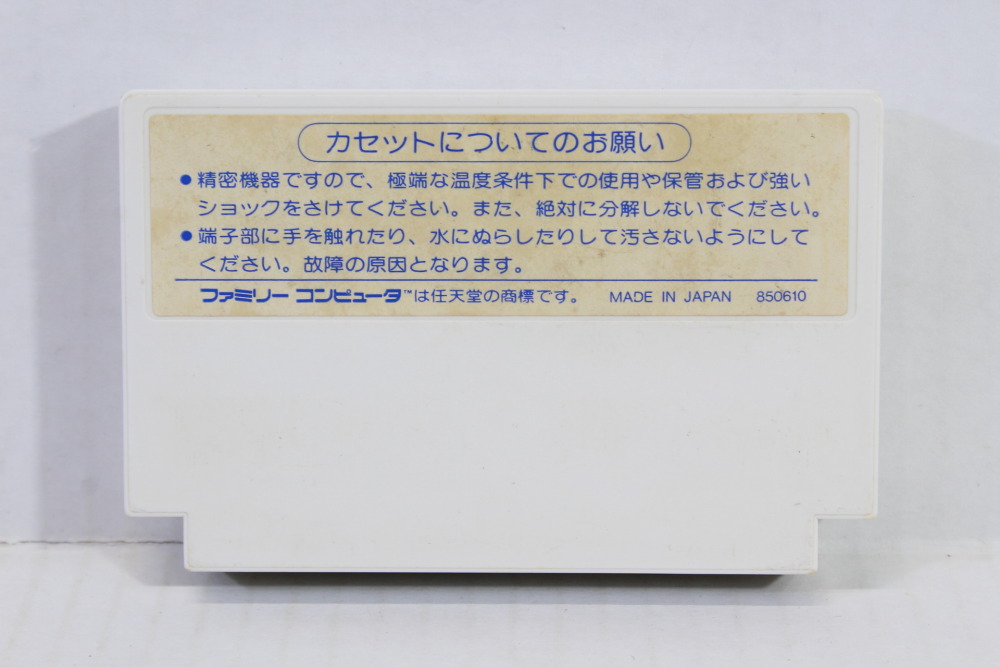 カセットについてのお願い
●精密機器ですので、極端な温度条件下での使用や保管および強い
ショックをさけてください。また、絶対に分解しないでください。
●端子部に手を触れたり、水にぬらしたりして汚さないようにして
ください。故障の原因となります。
ファミリー コンピュータ™は任天堂の商標です。 MADE IN JAPAN 850610